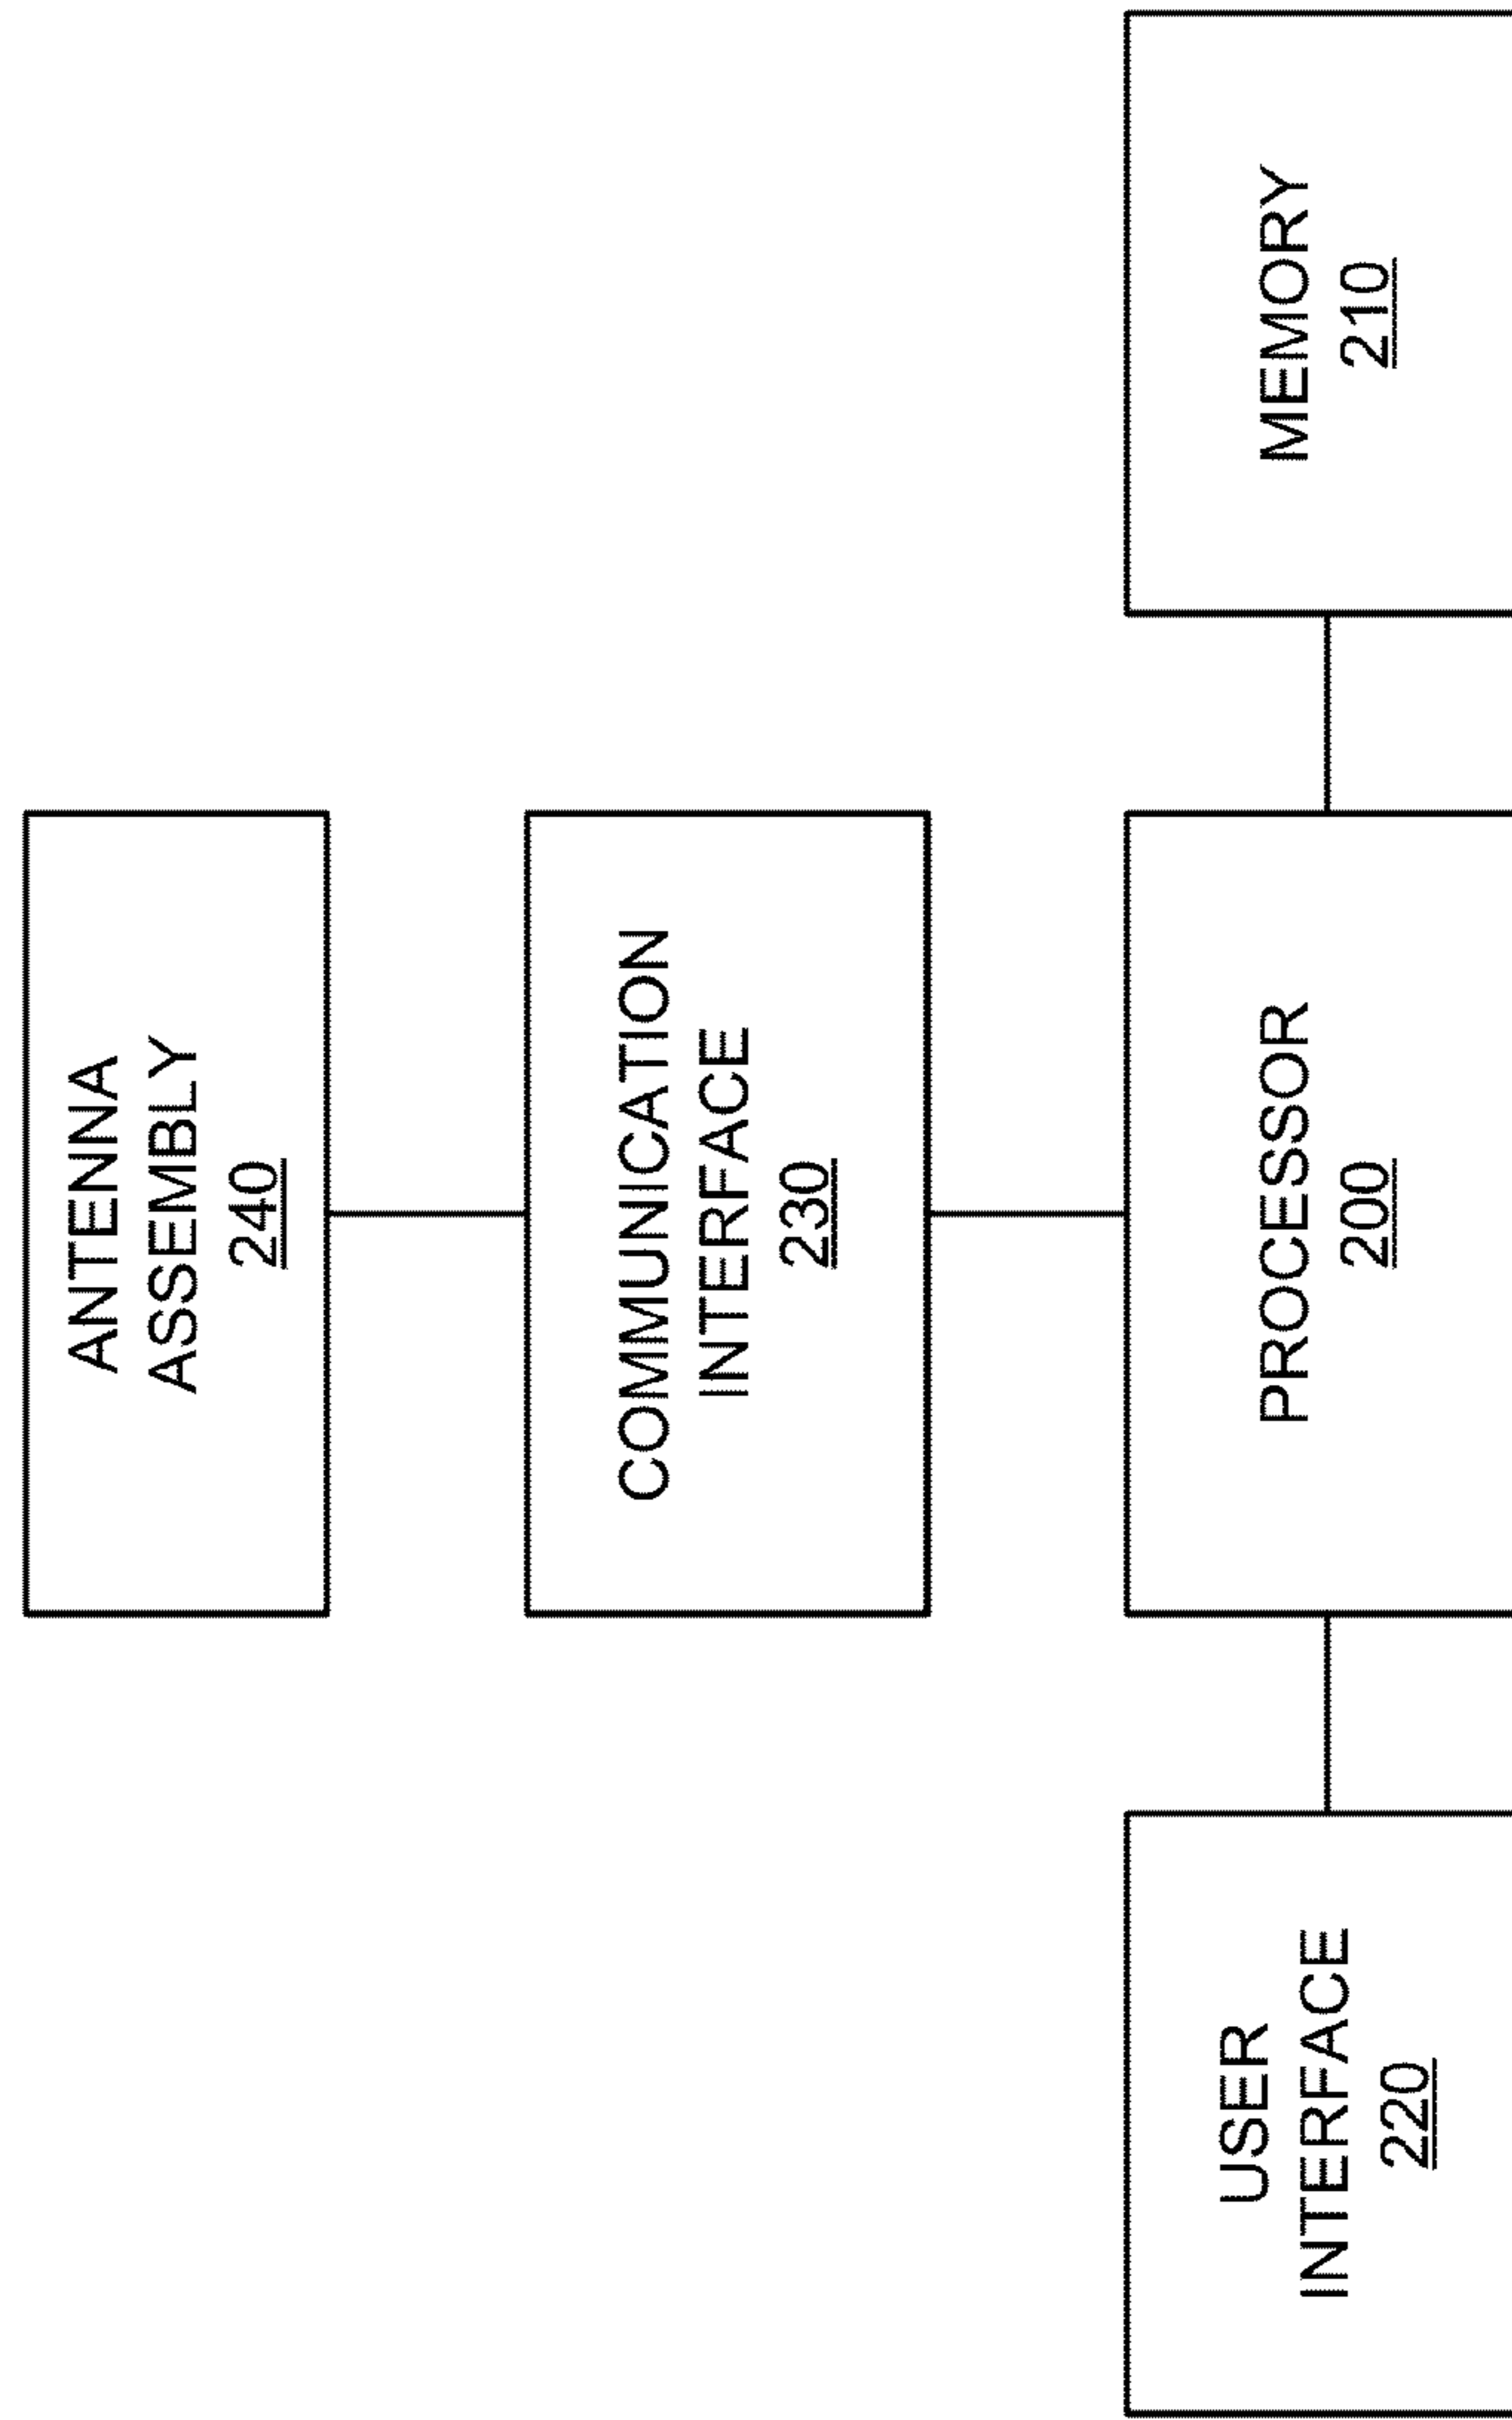 ANTENNA
ASSEMBLY
240
COMMUNICATION
INTERFACE
230
USER
INTERFACE
220
PROCESSOR
200
MEMORY
210